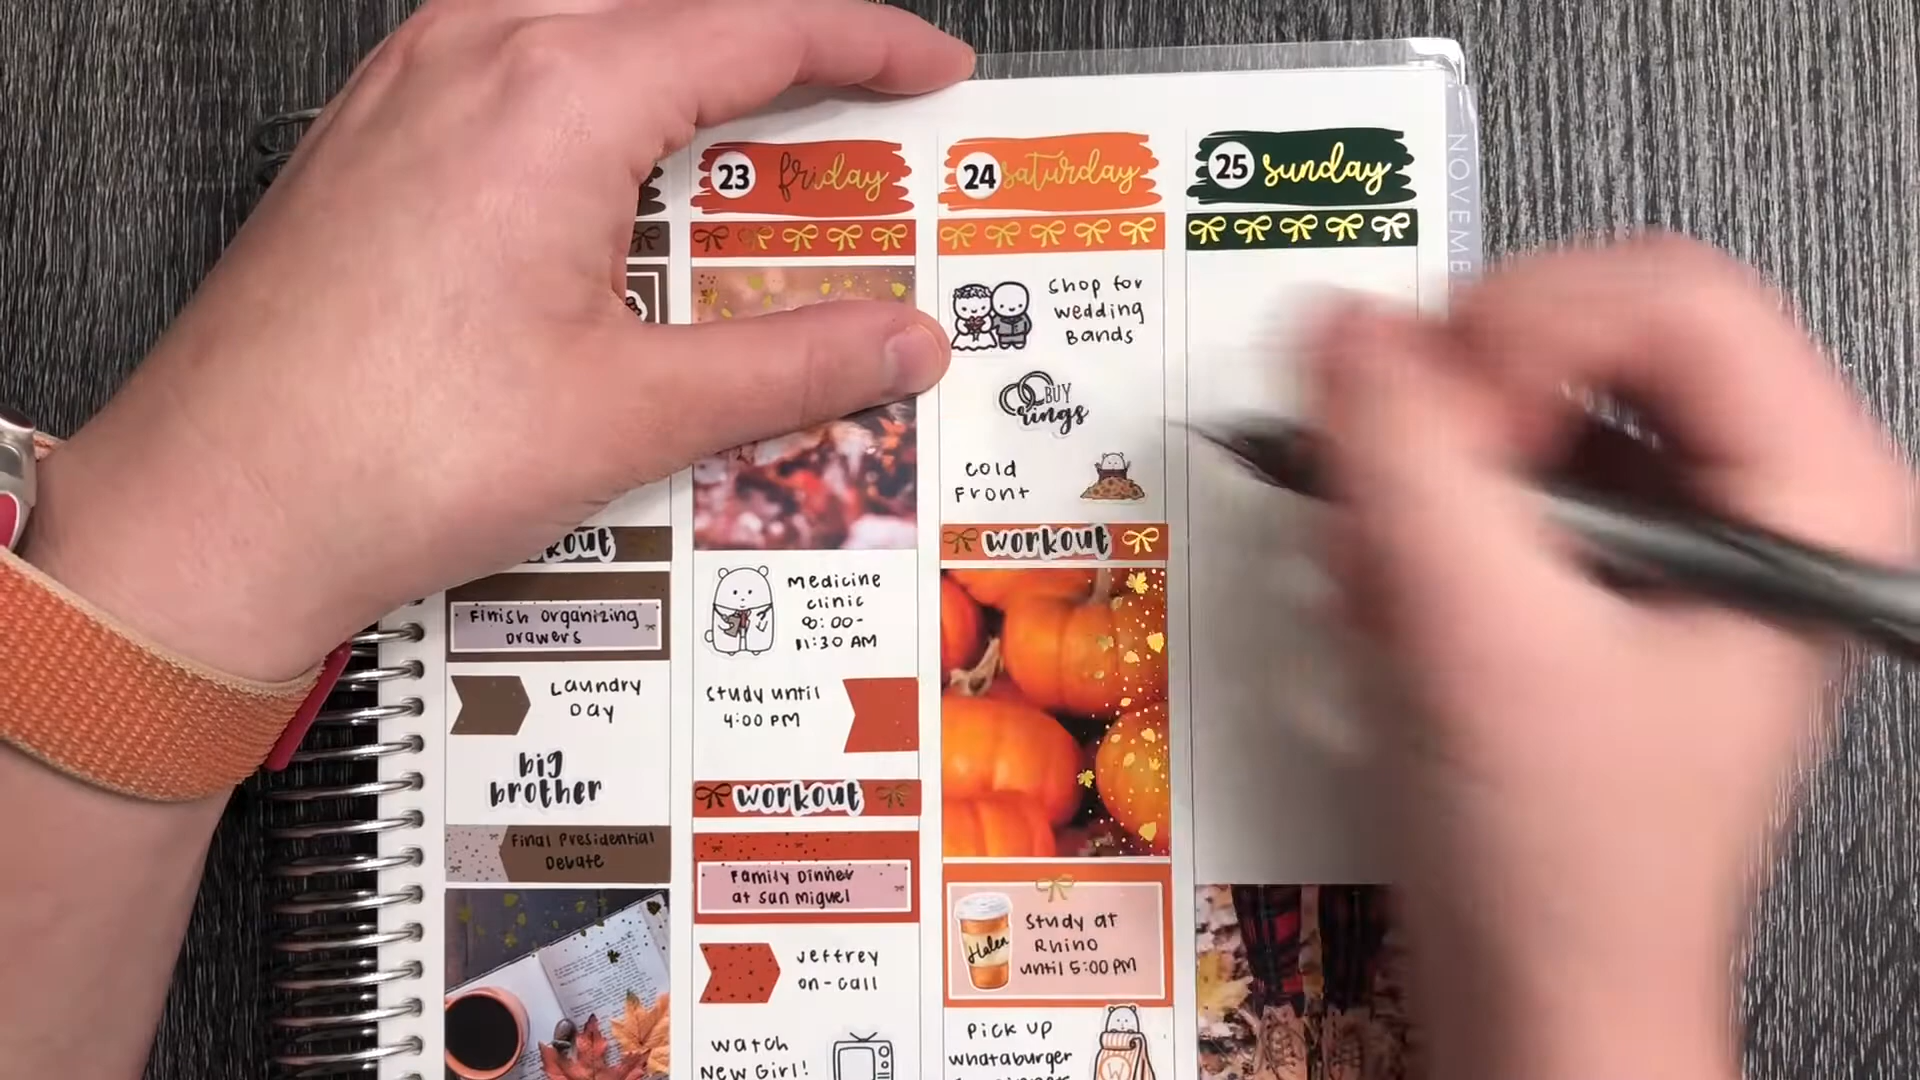 NOVEMB
23 friday
24 saturday
25 sunday
workout
Finish organizing
Drawers
Laundry
Day
big
brother
Final Presidential
Debate
Medicine
clinic
8:00-
11:30 AM
Study until
4:00 PM
workout
Family Dinner
at San Miguel
Jeffrey
on-call
Watch
New Girl!
Shop for
wedding
Bands
BUY
rings
Cold
Front
workout
Halen
Study at
Rhino
until 5:00 PM
Pick up
whataburger
W